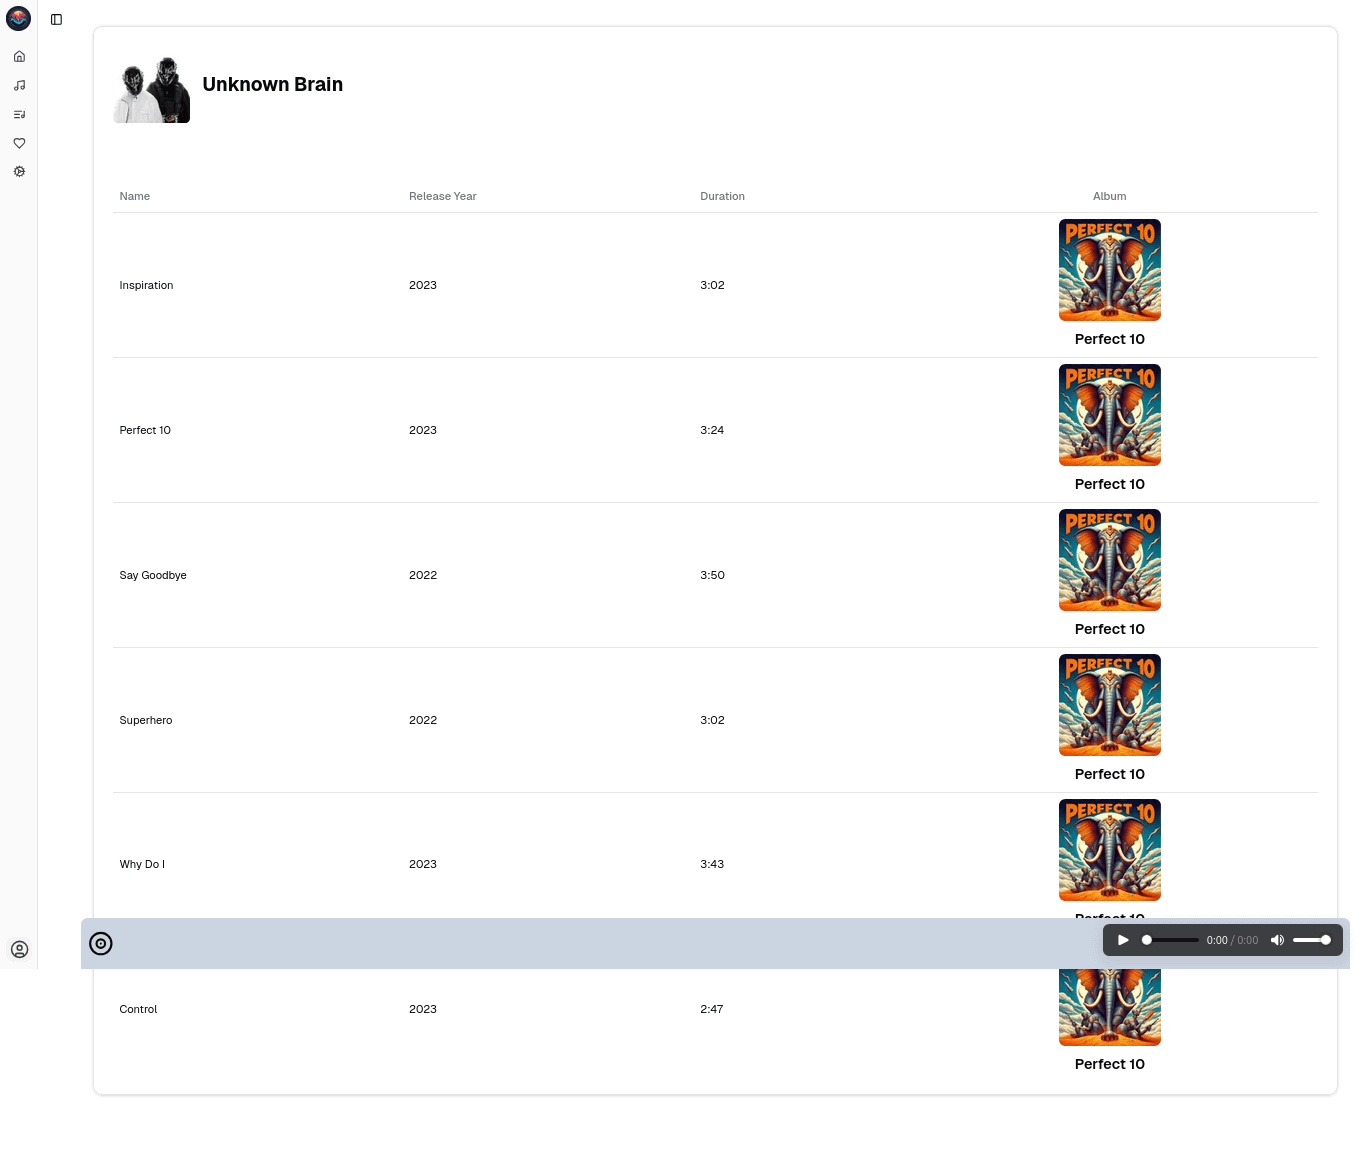 Unknown Brain
Name Release Year Duration Album
PERFECT 10
Inspiration 2023 3:02
Perfect 10
PERFECT 10
Perfect 10 2023 3:24
Perfect 10
PERFECT 10
Say Goodbye 2022 3:50
Perfect 10
PERFECT 10
Superhero 2022 3:02
Perfect 10
PERFECT 10
Why Do I 2023 3:43
Perfect 10
0:00 / 0:00
Control 2023 2:47
Perfect 10